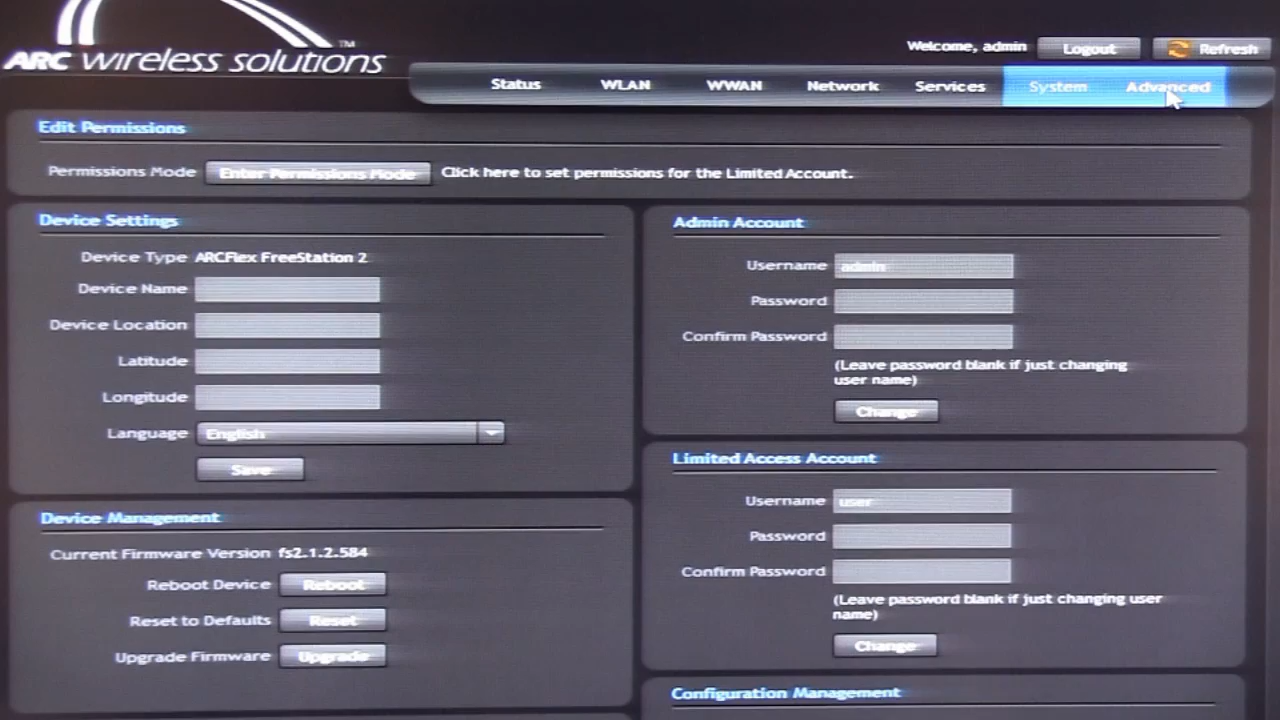 ARC wireless solutions™
Welcome, admin Logout Refresh
Status WLAN WWAN Network Services System Advanced
Edit Permissions
Permissions Mode Enter Permissions Mode Click here to set permissions for the Limited Account.
Device Settings
Device Type ARCFlex FreeStation 2
Device Name
Device Location
Latitude
Longitude
Language English
Save
Device Management
Current Firmware Version fs2.1.2.584
Reboot Device Reboot
Reset to Defaults Reset
Upgrade Firmware Upgrade
Admin Account
Username admin
Password
Confirm Password
(Leave password blank if just changing
user name)
Change
Limited Access Account
Username user
Password
Confirm Password
(Leave password blank if just changing user
name)
Change
Configuration Management